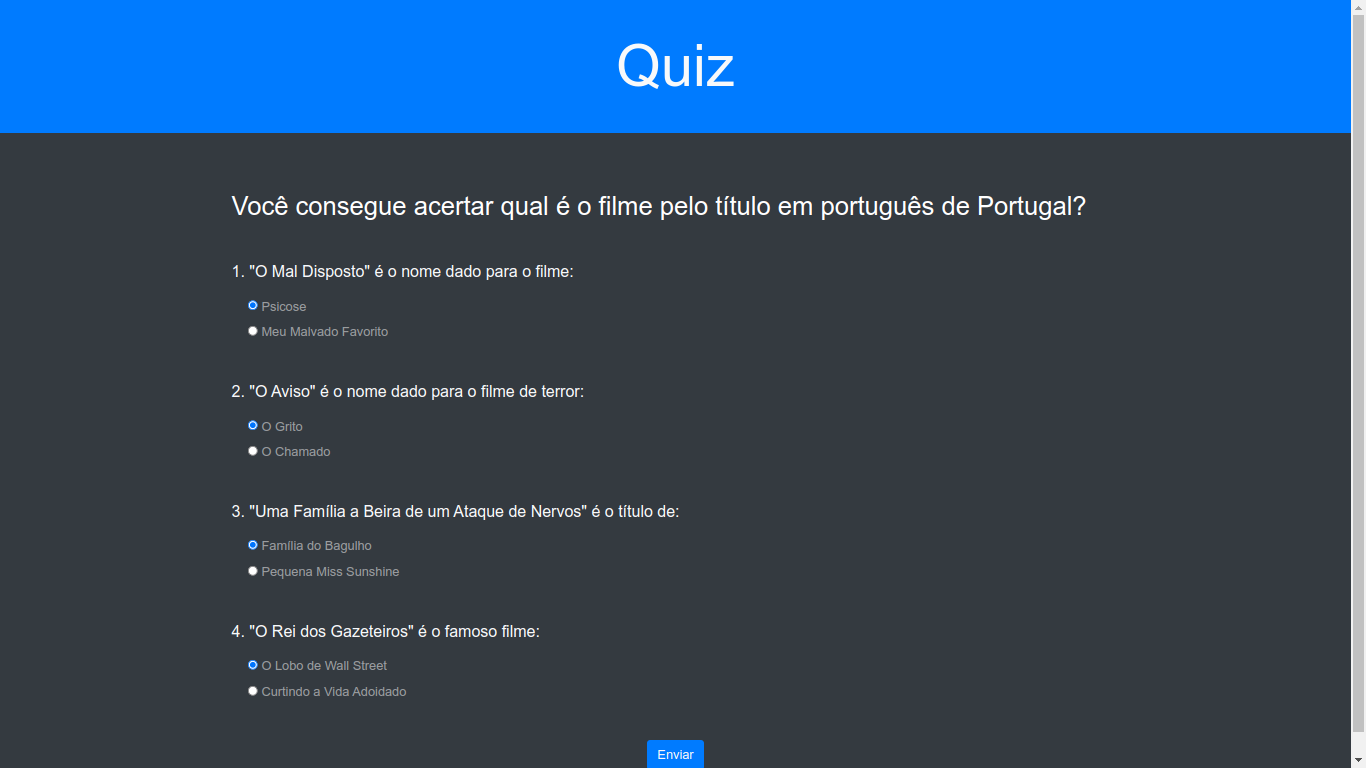 Quiz
Você consegue acertar qual é o filme pelo título em português de Portugal?
1. "O Mal Disposto" é o nome dado para o filme:
Psicose
Meu Malvado Favorito
2. "O Aviso" é o nome dado para o filme de terror:
O Grito
O Chamado
3. "Uma Família a Beira de um Ataque de Nervos" é o título de:
Família do Bagulho
Pequena Miss Sunshine
4. "O Rei dos Gazeteiros" é o famoso filme:
O Lobo de Wall Street
Curtindo a Vida Adoidado
Enviar